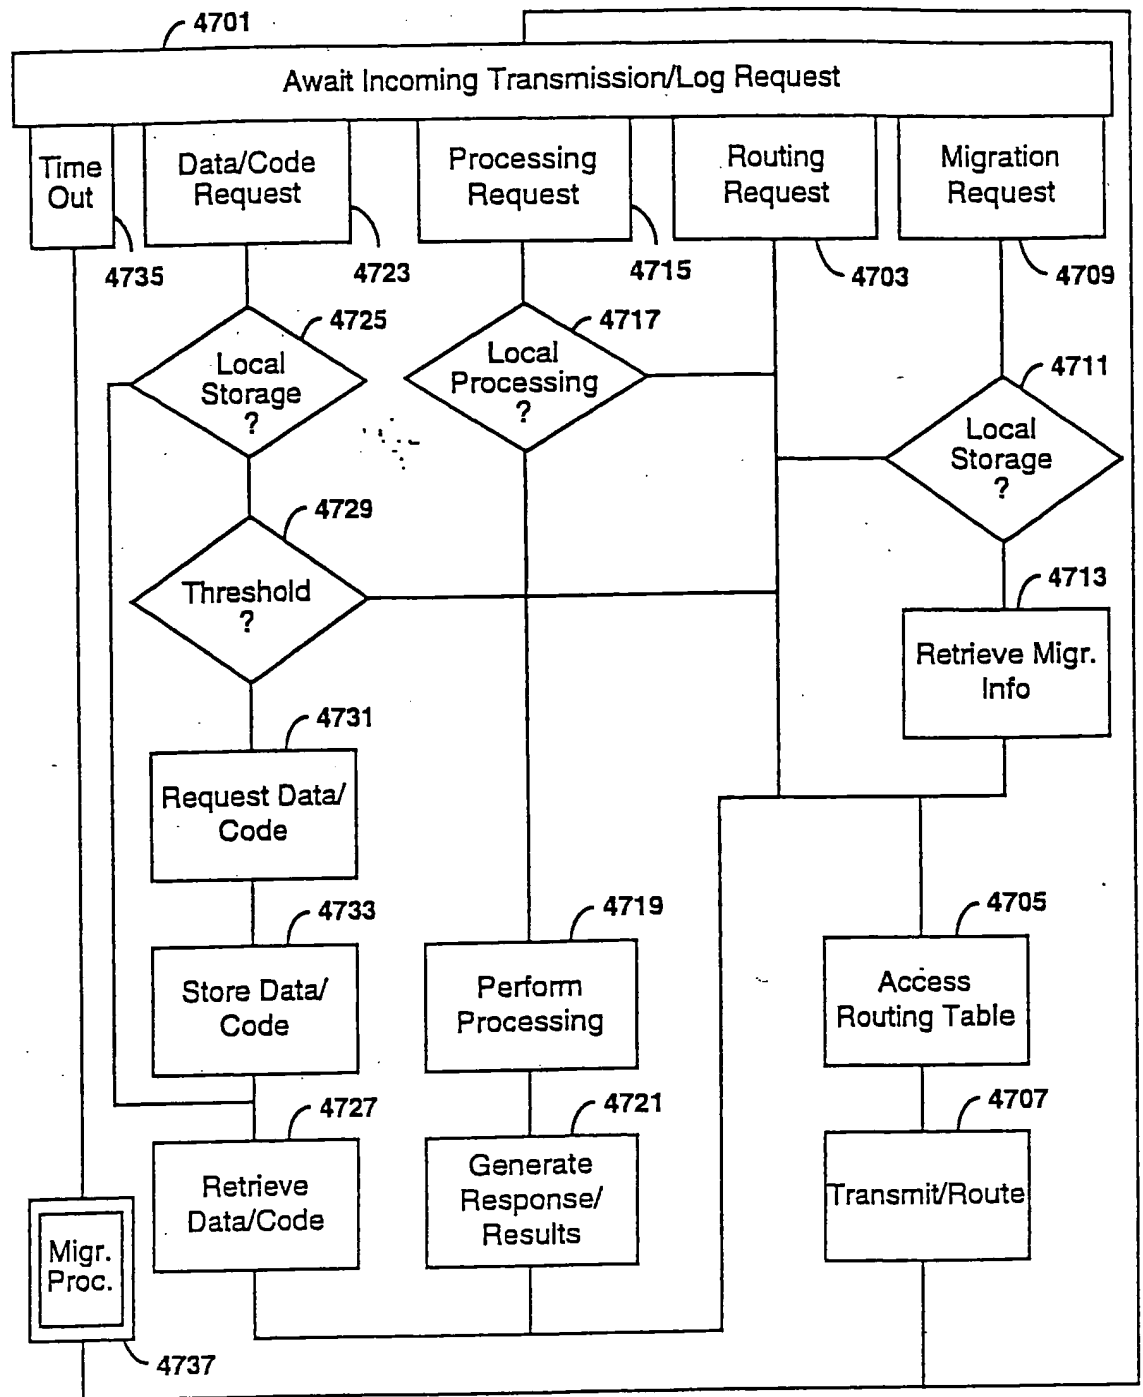 4701
Await Incoming Transmission/Log Request
Time
Out
4735
Data/Code
Request
4723
Processing
Request
4715
Routing
Request
4703
Migration
Request
4709
4725
Local
Storage
?
4717
Local
Processing
?
4711
Local
Storage
?
4729
Threshold
?
4713
Retrieve Migr.
Info
4731
Request Data/
Code
4733
Store Data/
Code
4719
Perform
Processing
4705
Access
Routing Table
4727
Retrieve
Data/Code
4721
Generate
Response/
Results
4707
Transmit/Route
Migr.
Proc.
4737